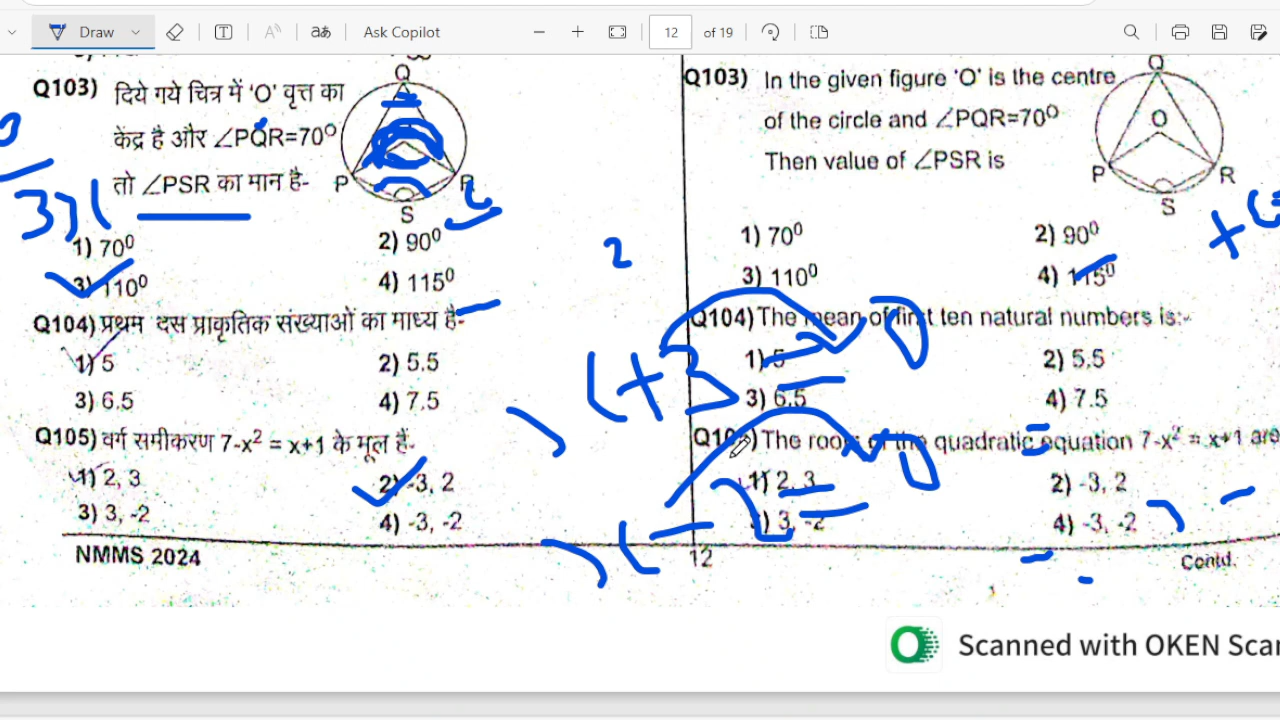 Draw
Ask Copilot
12 of 19
Q103) दिये गये चित्र में 'O' वृत्त का
केंद्र है और ∠PQR=70⁰
तो ∠PSR का मान है-
Q
P
R
S
1) 70⁰
2) 90⁰
3) 110⁰
4) 115⁰
Q104) प्रथम दस प्राकृतिक संख्याओं का माध्य है:-
1) 5
2) 5.5
3) 6.5
4) 7.5
Q105) वर्ग समीकरण 7-x² = x+1 के मूल हैं-
1) 2, 3
2) -3, 2
3) 3, -2
4) -3, -2
NMMS 2024
Q103) In the given figure 'O' is the centre
of the circle and ∠PQR=70⁰
Then value of ∠PSR is
Q
O
P
R
S
1) 70⁰
2) 90⁰
3) 110⁰
4) 115⁰
Q104) The mean of first ten natural numbers is:-
1) 5
2) 5.5
3) 6.5
4) 7.5
The roots of the quadratic equation 7-x² = x+1 are
1) 2, 3
2) -3, 2
3) 3, -2
4) -3, -2
12
Contd.
Scanned with OKEN Scan